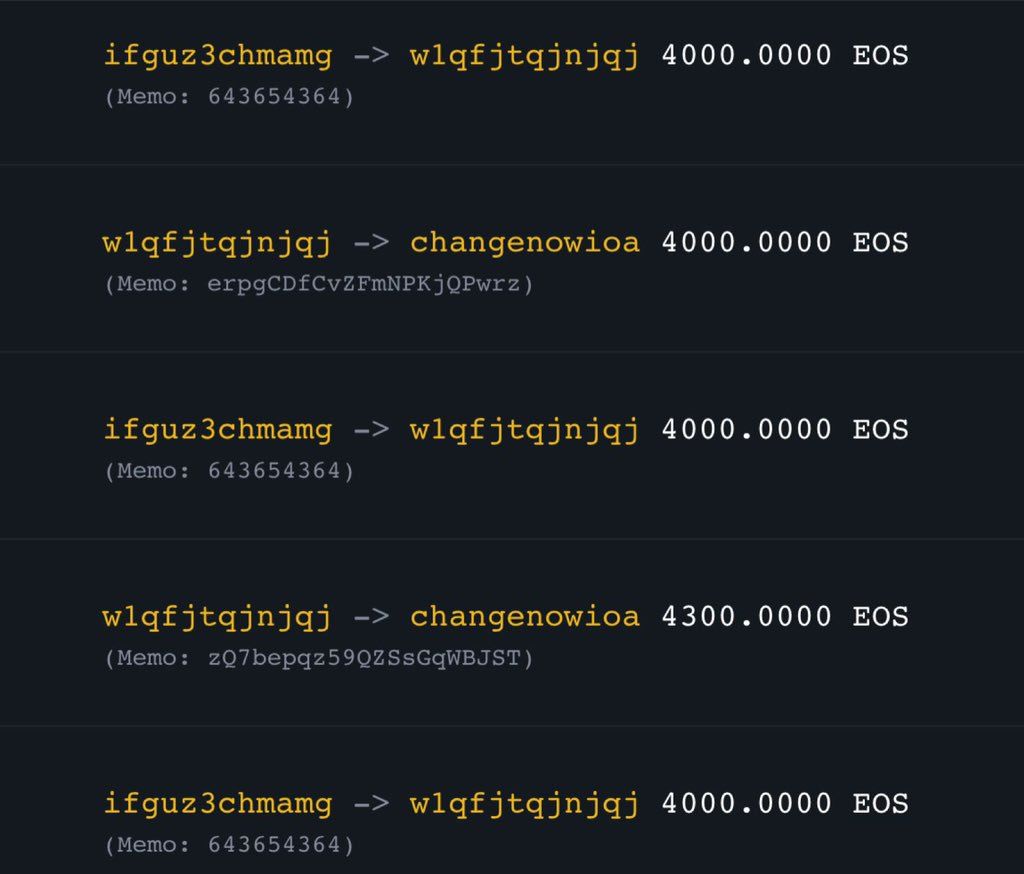 ifguz3chmamg -> w1qfjtqjnjqj 4000.0000 EOS
(Memo: 643654364)
w1qfjtqjnjqj -> changenowioa 4000.0000 EOS
(Memo: erpgCDfCvZFmNPKjQPwrz)
ifguz3chmamg -> w1qfjtqjnjqj 4000.0000 EOS
(Memo: 643654364)
w1qfjtqjnjqj -> changenowioa 4300.0000 EOS
(Memo: zQ7bepqz59QZSsGqWBJST)
ifguz3chmamg -> w1qfjtqjnjqj 4000.0000 EOS
(Memo: 643654364)